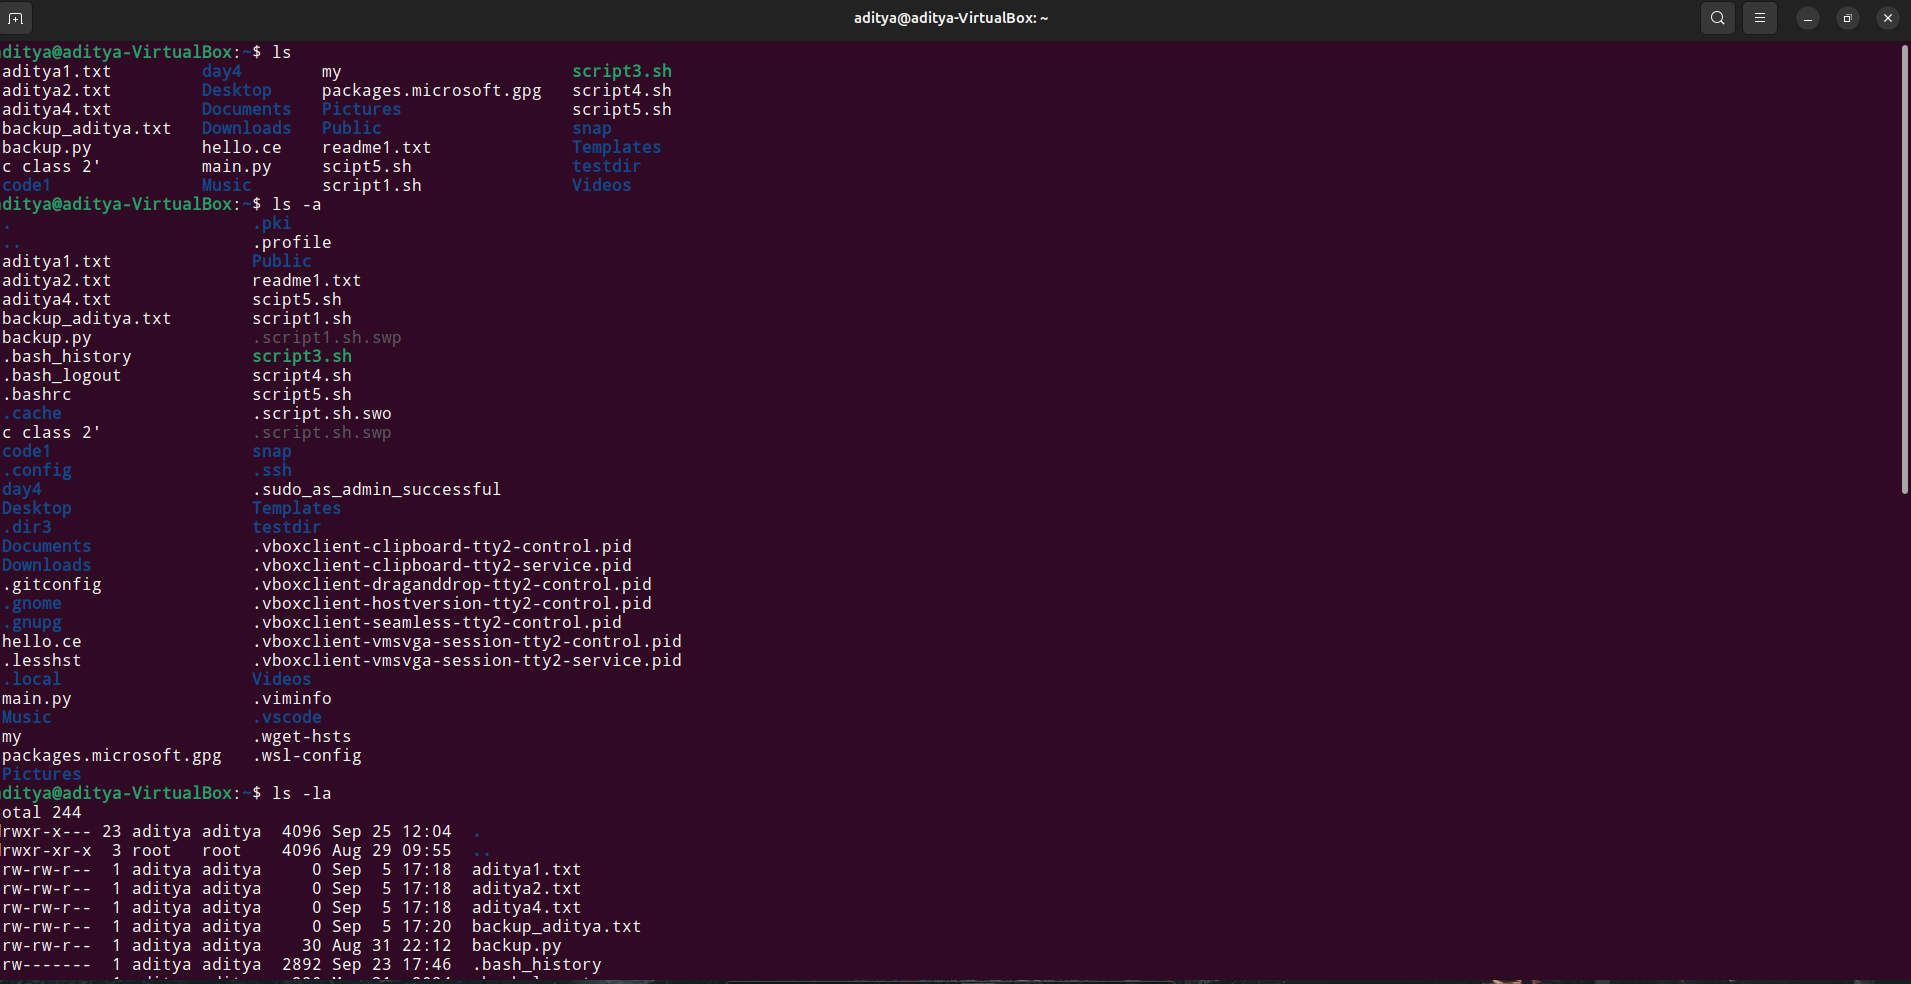 aditya@aditya-VirtualBox: ~
aditya@aditya-VirtualBox:~$ ls
aditya1.txt day4 my script3.sh
aditya2.txt Desktop packages.microsoft.gpg script4.sh
aditya4.txt Documents Pictures script5.sh
backup_aditya.txt Downloads Public snap
backup.py hello.ce readme1.txt Templates
c class 2' main.py scipt5.sh testdir
code1 Music script1.sh Videos
aditya@aditya-VirtualBox:~$ ls -a
. .pki
.. .profile
aditya1.txt Public
aditya2.txt readme1.txt
aditya4.txt scipt5.sh
backup_aditya.txt script1.sh
backup.py .script1.sh.swp
.bash_history script3.sh
.bash_logout script4.sh
.bashrc script5.sh
.cache .script.sh.swo
c class 2' .script.sh.swp
code1 snap
.config .ssh
day4 .sudo_as_admin_successful
Desktop Templates
.dir3 testdir
Documents .vboxclient-clipboard-tty2-control.pid
Downloads .vboxclient-clipboard-tty2-service.pid
.gitconfig .vboxclient-draganddrop-tty2-control.pid
.gnome .vboxclient-hostversion-tty2-control.pid
.gnupg .vboxclient-seamless-tty2-control.pid
hello.ce .vboxclient-vmsvga-session-tty2-control.pid
.lesshst .vboxclient-vmsvga-session-tty2-service.pid
.local Videos
main.py .viminfo
Music .vscode
my .wget-hsts
packages.microsoft.gpg .wsl-config
Pictures
aditya@aditya-VirtualBox:~$ ls -la
otal 244
drwxr-x--- 23 aditya aditya 4096 Sep 25 12:04 .
drwxr-xr-x 3 root root 4096 Aug 29 09:55 ..
rw-rw-r-- 1 aditya aditya 0 Sep 5 17:18 aditya1.txt
rw-rw-r-- 1 aditya aditya 0 Sep 5 17:18 aditya2.txt
rw-rw-r-- 1 aditya aditya 0 Sep 5 17:18 aditya4.txt
rw-rw-r-- 1 aditya aditya 0 Sep 5 17:20 backup_aditya.txt
rw-rw-r-- 1 aditya aditya 30 Aug 31 22:12 backup.py
rw------- 1 aditya aditya 2892 Sep 23 17:46 .bash_history